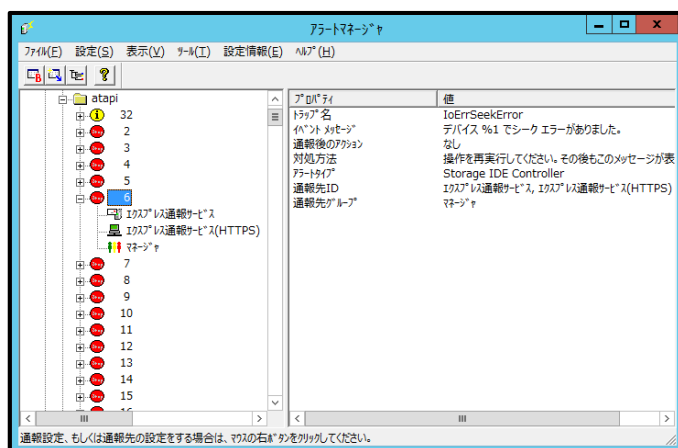 アラートマネージャ
ファイル(F) 設定(S) 表示(V) ツール(T) 設定情報(E) ヘルプ(H)
atapi
32
2
3
4
5
6
エクスプレス通報サービス
エクスプレス通報サービス(HTTPS)
マネージャ
7
8
9
10
11
12
13
14
15
プロパティ 値
トラップ名 IoErrSeekError
イベント メッセージ デバイス %1 でシーク エラーがありました。
通報後のアクション なし
対処方法 操作を再実行してください。その後もこのメッセージが表
アラートタイプ Storage IDE Controller
通報先ID エクスプレス通報サービス, エクスプレス通報サービス(HTTPS)
通報先グループ マネージャ
通報設定、もしくは通報先の設定をする場合は、マウスの右ボタンをクリックしてください。